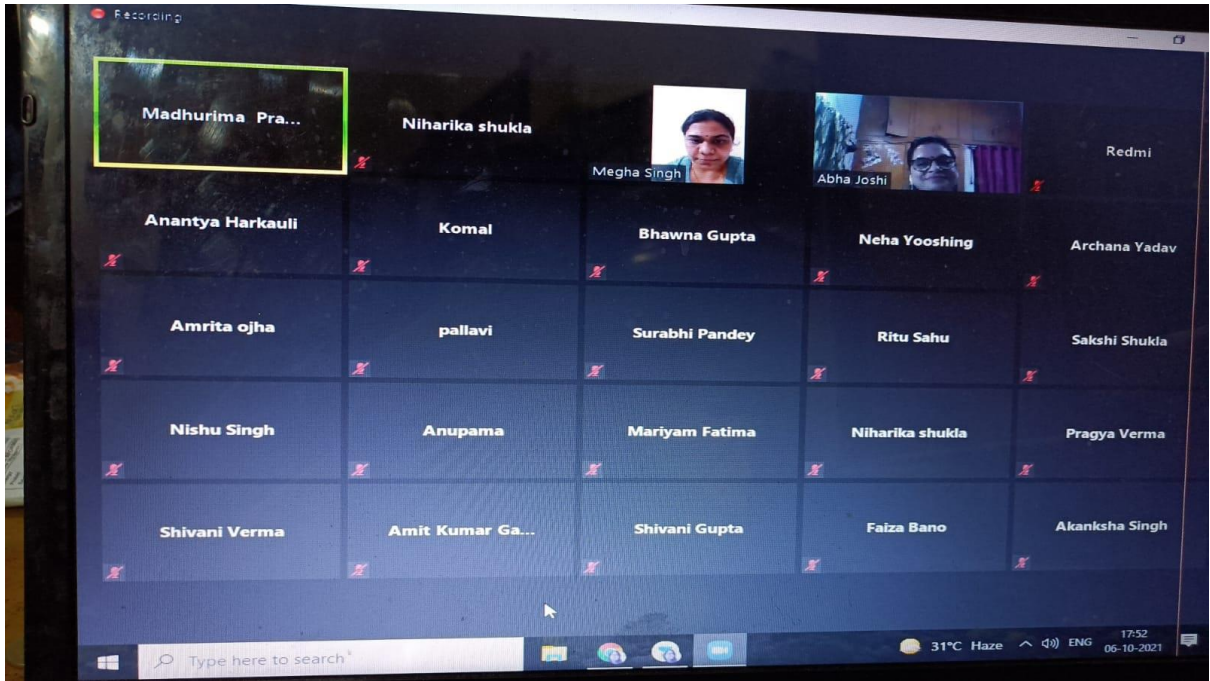 Recording
Madhurima Pra...
Niharika shukla
Megha Singh
Abha Joshi
Redmi
Anantya Harkauli
Komal
Bhawna Gupta
Neha Yooshing
Archana Yadav
Amrita ojha
pallavi
Surabhi Pandey
Ritu Sahu
Sakshi Shukla
Nishu Singh
Anupama
Mariyam Fatima
Niharika shukla
Pragya Verma
Shivani Verma
Amit Kumar Ga...
Shivani Gupta
Faiza Bano
Akanksha Singh
Type here to search
31°C Haze
ENG
17:52
06-10-2021